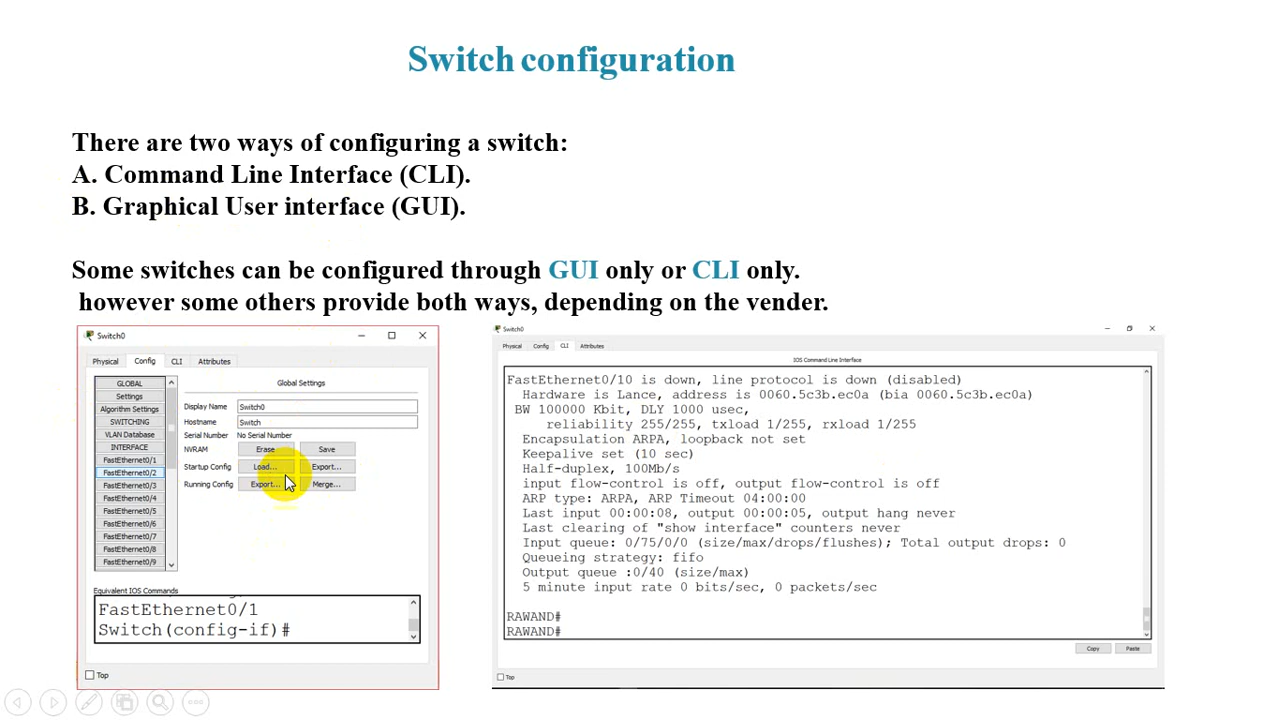 Switch configuration
There are two ways of configuring a switch:
A. Command Line Interface (CLI).
B. Graphical User interface (GUI).
Some switches can be configured through GUI only or CLI only.
however some others provide both ways, depending on the vender.
Switch0
Physical Config CLI Attributes
GLOBAL
Settings
Algorithm Settings
SWITCHING
VLAN Database
INTERFACE
FastEthernet0/1
FastEthernet0/2
FastEthernet0/3
FastEthernet0/4
FastEthernet0/5
FastEthernet0/6
FastEthernet0/7
FastEthernet0/8
FastEthernet0/9
Global Settings
Display Name Switch0
Hostname Switch
Serial Number No Serial Number
NVRAM Erase Save
Startup Config Load... Export...
Running Config Export... Merge...
Equivalent IOS Commands
FastEthernet0/1
Switch(config-if)#
Top
Switch0
Physical Config CLI Attributes
IOS Command Line Interface
FastEthernet0/10 is down, line protocol is down (disabled)
Hardware is Lance, address is 0060.5c3b.ec0a (bia 0060.5c3b.ec0a)
BW 100000 Kbit, DLY 1000 usec,
reliability 255/255, txload 1/255, rxload 1/255
Encapsulation ARPA, loopback not set
Keepalive set (10 sec)
Half-duplex, 100Mb/s
input flow-control is off, output flow-control is off
ARP type: ARPA, ARP Timeout 04:00:00
Last input 00:00:08, output 00:00:05, output hang never
Last clearing of "show interface" counters never
Input queue: 0/75/0/0 (size/max/drops/flushes); Total output drops: 0
Queueing strategy: fifo
Output queue :0/40 (size/max)
5 minute input rate 0 bits/sec, 0 packets/sec
RAWAND#
RAWAND#
Copy Paste
Top